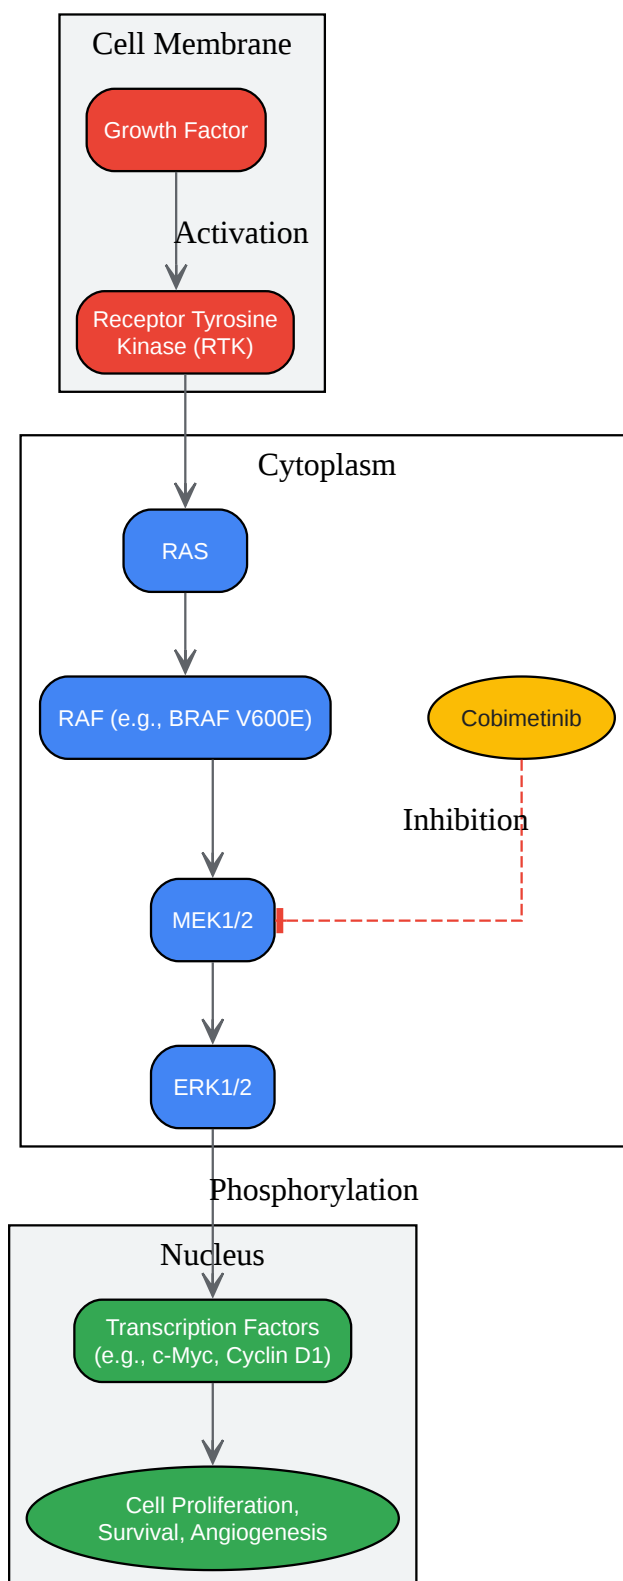 Cell Membrane
Growth Factor
Activation
Receptor Tyrosine
Kinase (RTK)
Cytoplasm
RAS
RAF (e.g., BRAF V600E)
Cobimetinib
Inhibition
MEK1/2
ERK1/2
Phosphorylation
Nucleus
Transcription Factors
(e.g., c-Myc, Cyclin D1)
Cell Proliferation,
Survival, Angiogenesis